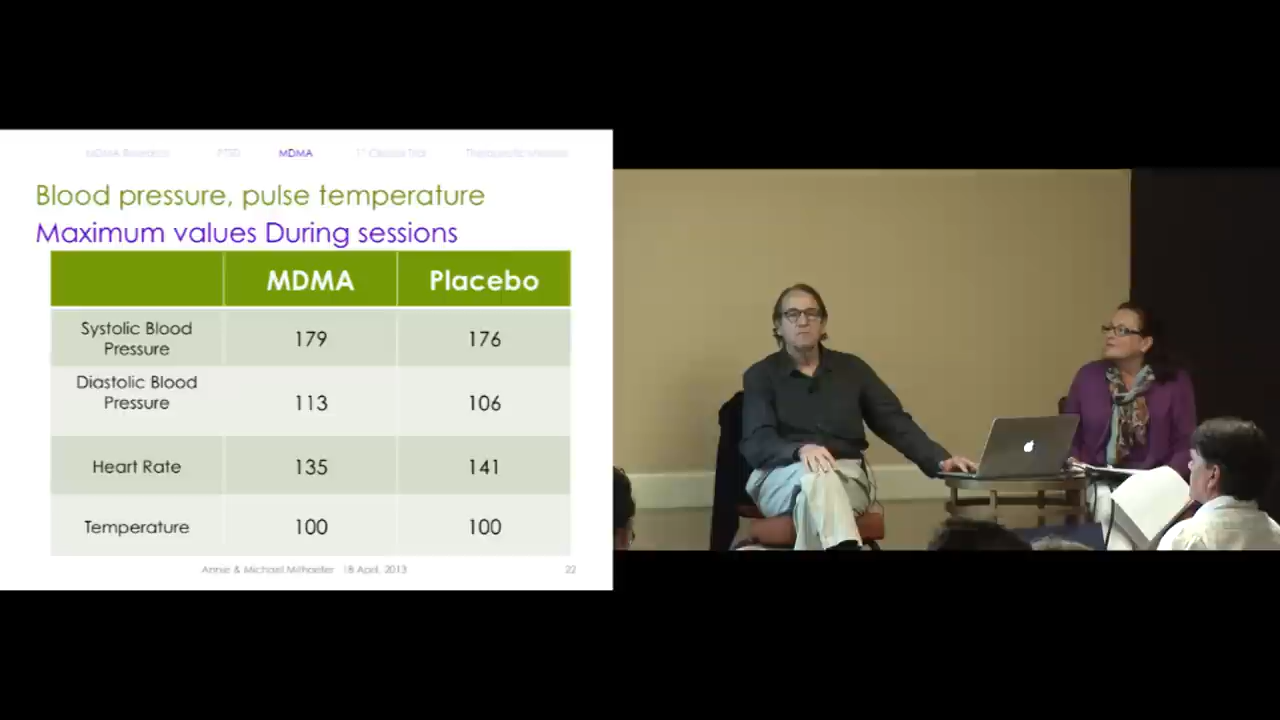 MDMA Research PTSD MDMA 1st Clinical Trial Therapeutic Method
Blood pressure, pulse temperature
Maximum values During sessions
MDMA Placebo
Systolic Blood
Pressure
179 176
Diastolic Blood
Pressure
113 106
Heart Rate 135 141
Temperature 100 100
Annie & Michael Mithoefer 18 April, 2013 22